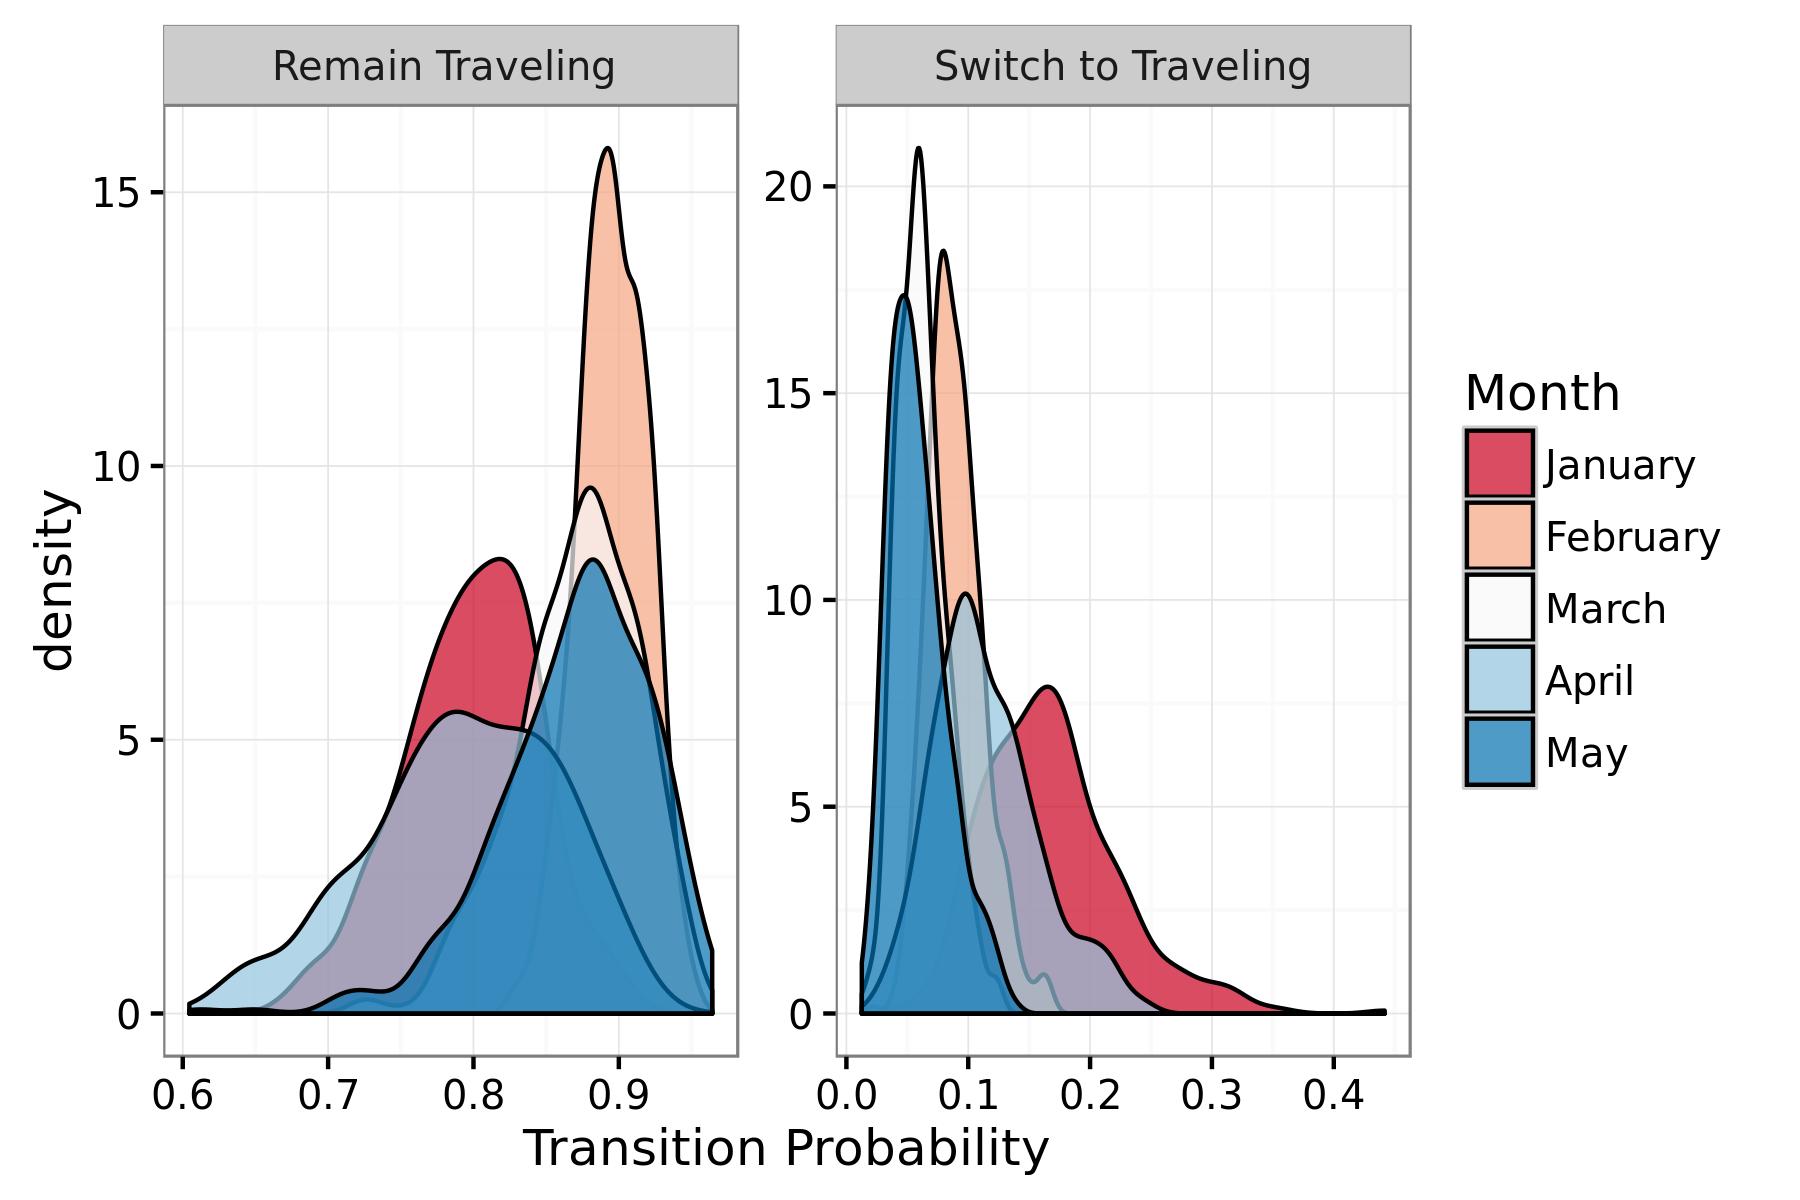 Remain Traveling
Switch to Traveling
15
10
5
0
density
20
15
10
5
0
0.6 0.7 0.8 0.9
0.0 0.1 0.2 0.3 0.4
Transition Probability
Month
January
February
March
April
May